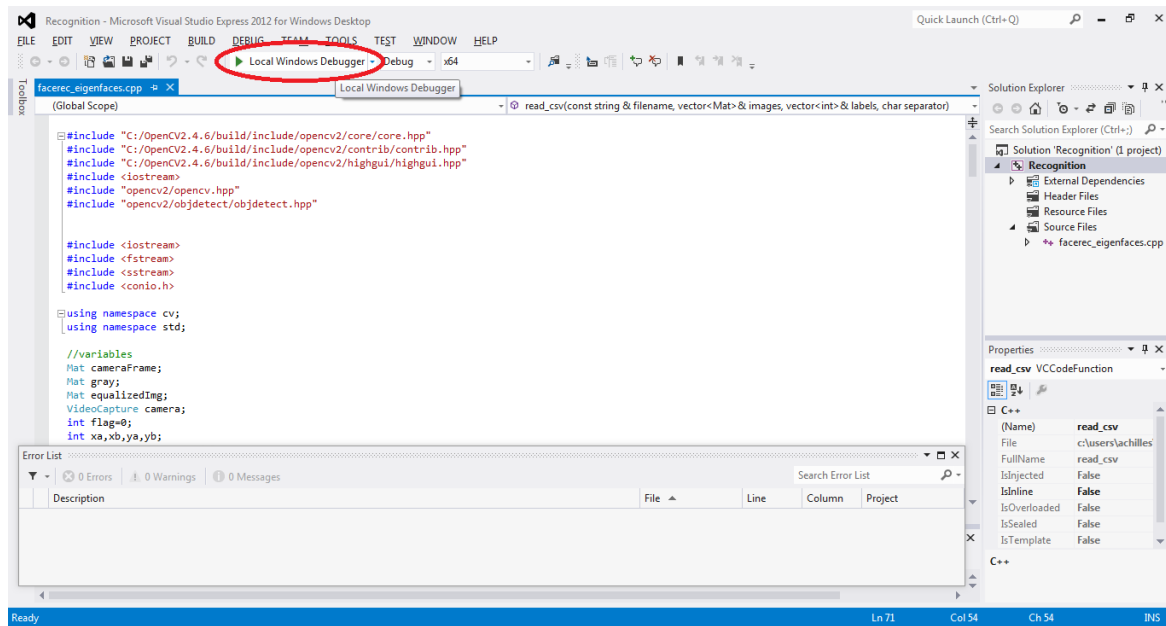 Recognition - Microsoft Visual Studio Express 2012 for Windows Desktop
Quick Launch (Ctrl+Q)
FILE EDIT VIEW PROJECT BUILD DEBUG TEAM TOOLS TEST WINDOW HELP
Local Windows Debugger Debug x64
Toolbox
facerec_eigenfaces.cpp
Local Windows Debugger
(Global Scope)
read_csv(const string & filename, vector<Mat> & images, vector<int> & labels, char separator)
#include "C:/OpenCV2.4.6/build/include/opencv2/core/core.hpp"
#include "C:/OpenCV2.4.6/build/include/opencv2/contrib/contrib.hpp"
#include "C:/OpenCV2.4.6/build/include/opencv2/highgui/highgui.hpp"
#include <iostream>
#include "opencv2/opencv.hpp"
#include "opencv2/objdetect/objdetect.hpp"
#include <iostream>
#include <fstream>
#include <sstream>
#include <conio.h>
using namespace cv;
using namespace std;
//variables
Mat cameraFrame;
Mat gray;
Mat equalizedImg;
VideoCapture camera;
int flag=0;
int xa,xb,ya,yb;
Error List
0 Errors 0 Warnings 0 Messages
Search Error List
Description File Line Column Project
Solution Explorer
Search Solution Explorer (Ctrl+;)
Solution 'Recognition' (1 project)
Recognition
External Dependencies
Header Files
Resource Files
Source Files
facerec_eigenfaces.cpp
Properties
read_csv VCCodeFunction
C++
(Name) read_csv
File c:\users\achilles
FullName read_csv
IsInjected False
IsInline False
IsOverloaded False
IsSealed False
IsTemplate False
C++
Ready Ln 71 Col 54 Ch 54 INS